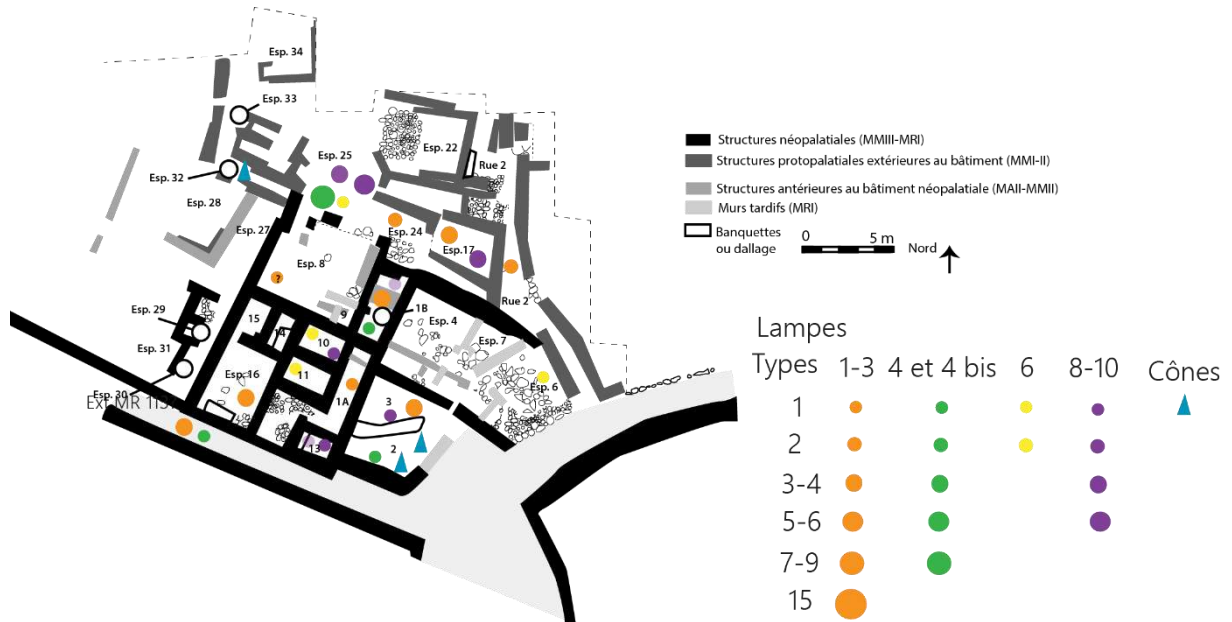 Esp. 34
Esp. 33
Esp. 25
Esp. 22
Rue 2
Esp. 32
Esp. 28
Esp. 27
Esp. 24
Esp.17
Esp. 8
?
Rue 2
1B
Esp. 4
9
Esp. 7
Esp. 29
15
14
10
Esp. 31
11
Esp. 6
Esp. 16
Esp. 30
1A
3
13
2
Structures néopalatiales (MMIII-MRI)
Structures protopalatiales extérieures au bâtiment (MMI-II)
Structures antérieures au bâtiment néopalatiale (MAII-MMII)
Murs tardifs (MRI)
Banquettes
ou dallage
0 5 m
Nord
Lampes
Types 1-3 4 et 4 bis 6 8-10 Cônes
1
2
3-4
5-6
7-9
15